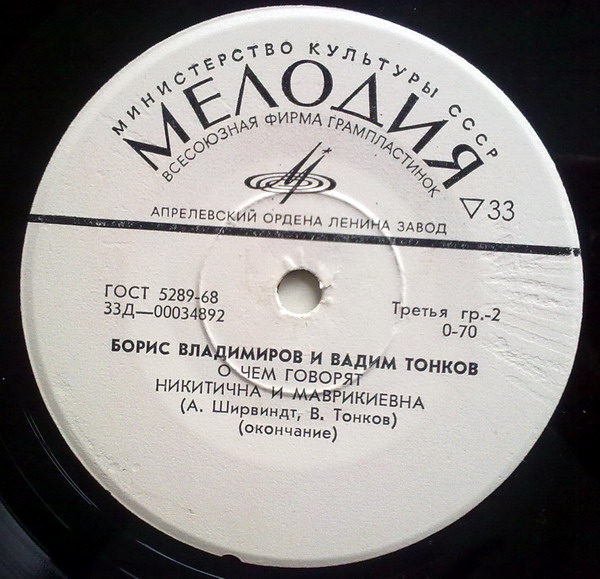 МИНИСТЕРСТВО КУЛЬТУРЫ СССР
МЕЛОДИЯ
ВСЕСОЮЗНАЯ ФИРМА ГРАМПЛАСТИНОК
▽33
АПРЕЛЕВСКИЙ ОРДЕНА ЛЕНИНА ЗАВОД
ГОСТ 5289-68
33Д—00034892
Третья гр.-2
0-70
БОРИС ВЛАДИМИРОВ И ВАДИМ ТОНКОВ
О ЧЕМ ГОВОРЯТ
НИКИТИЧНА И МАВРИКИЕВНА
(А. Ширвиндт, В. Тонков)
(окончание)